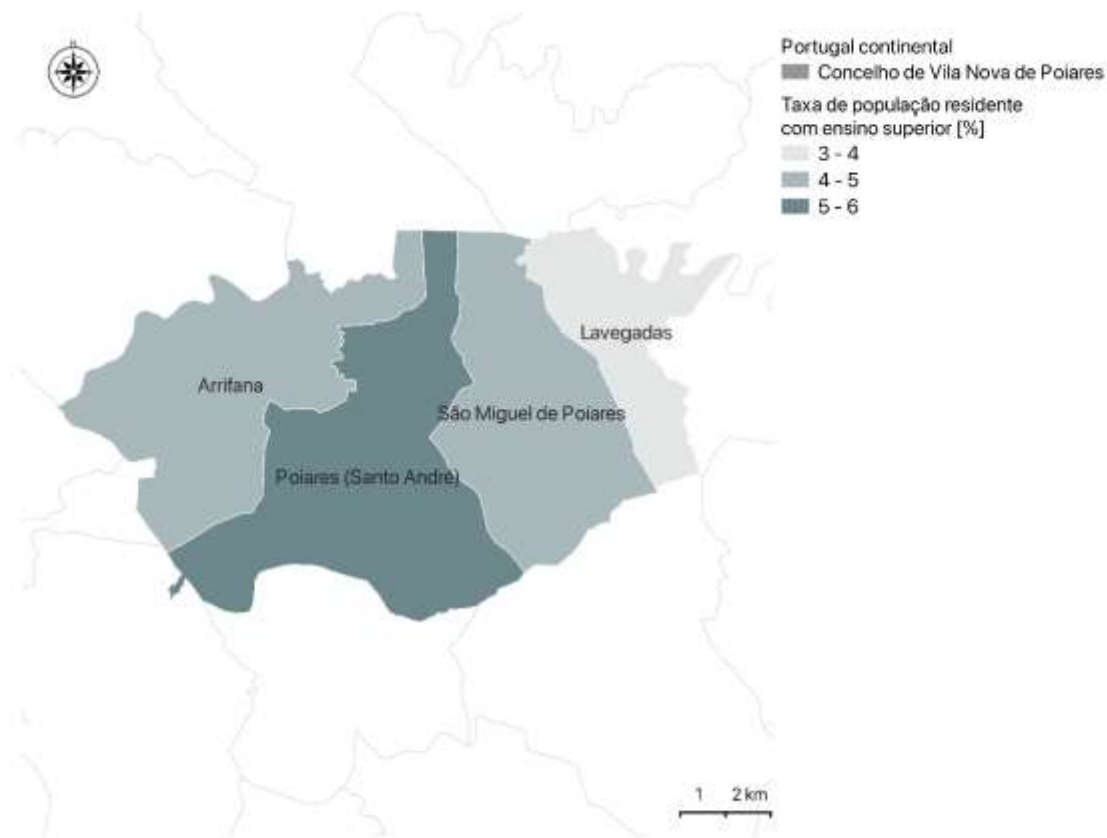 N
Portugal continental
Concelho de Vila Nova de Poiares
Taxa de população residente
com ensino superior [%]
3 - 4
4 - 5
5 - 6
Lavegadas
Arrifana
São Miguel de Poiares
Poiares (Santo André)
1 2 km